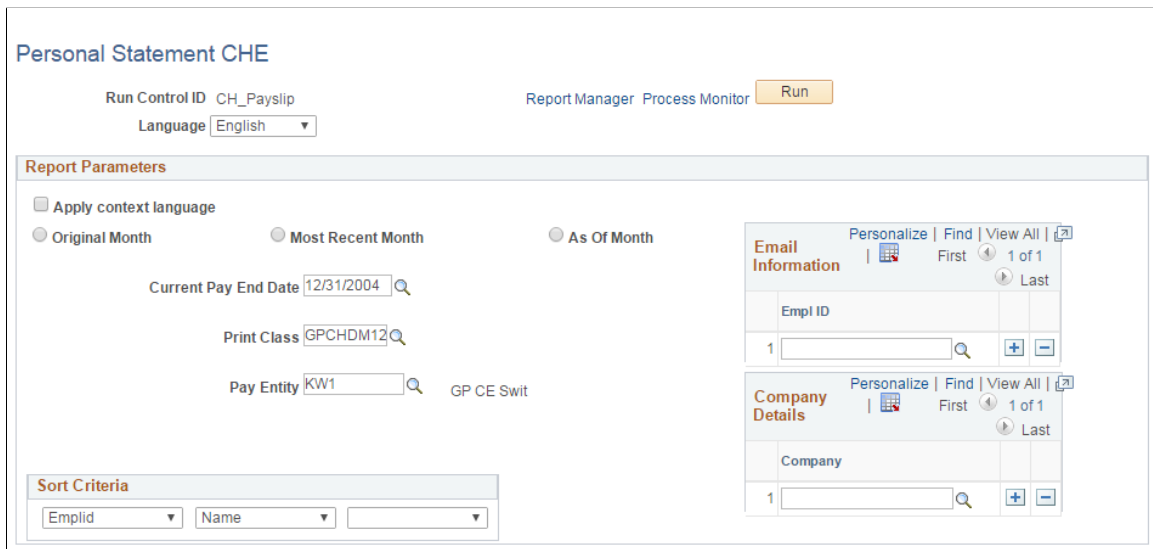 Personal Statement CHE
Run Control ID CH_Payslip Report Manager Process Monitor Run
Language English
Report Parameters
Apply context language
Original Month Most Recent Month As Of Month
Current Pay End Date 12/31/2004
Print Class GPCHDM12
Pay Entity KW1 GP CE Swit
Email Information Personalize | Find | View All |
| First 1 of 1
Last
Empl ID
1
Company Details Personalize | Find | View All |
| First 1 of 1
Last
Company
1
Sort Criteria
Emplid Name